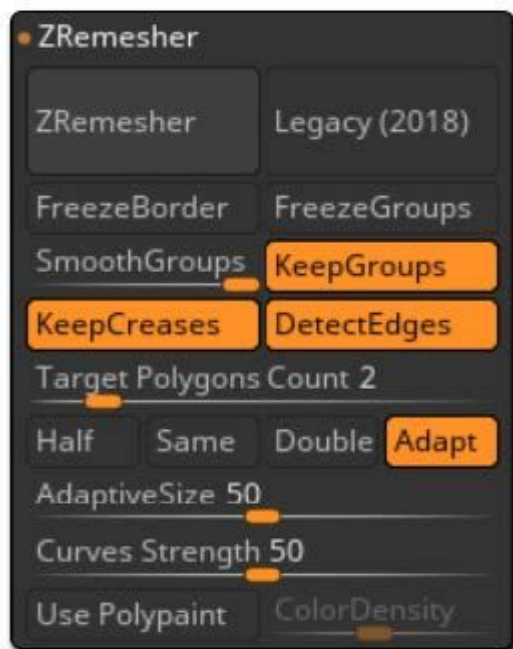 ZRemesher
ZRemesher Legacy (2018)
FreezeBorder FreezeGroups
SmoothGroups KeepGroups
KeepCreases DetectEdges
Target Polygons Count 2
Half Same Double Adapt
AdaptiveSize 50
Curves Strength 50
Use Polypaint ColorDensity